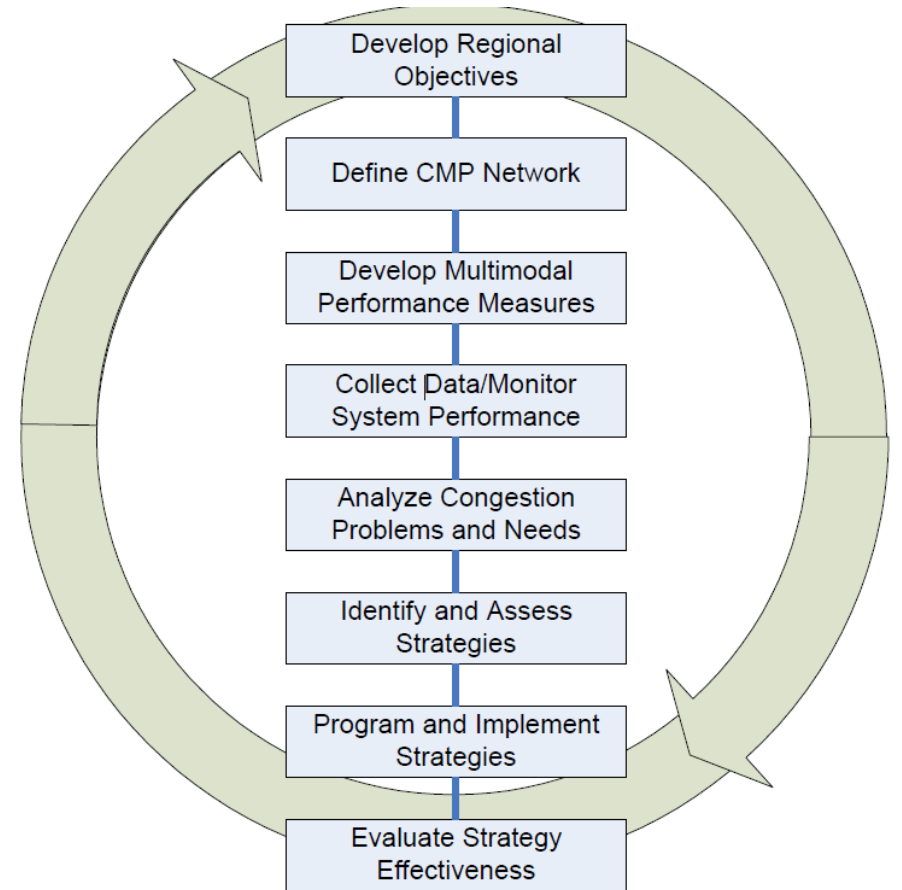 Develop Regional
Objectives
Define CMP Network
Develop Multimodal
Performance Measures
Collect Data/Monitor
System Performance
Analyze Congestion
Problems and Needs
Identify and Assess
Strategies
Program and Implement
Strategies
Evaluate Strategy
Effectiveness